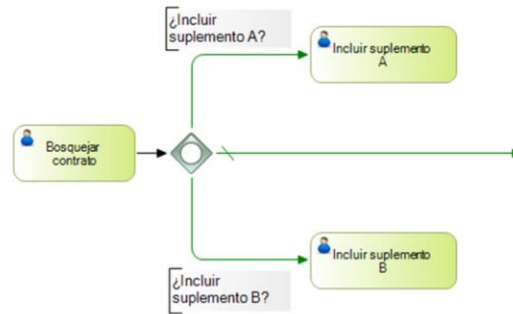 ¿Incluir
suplemento A?
Incluir suplemento
A
Bosquejar
contrato
Incluir suplemento
B
¿Incluir
suplemento B?